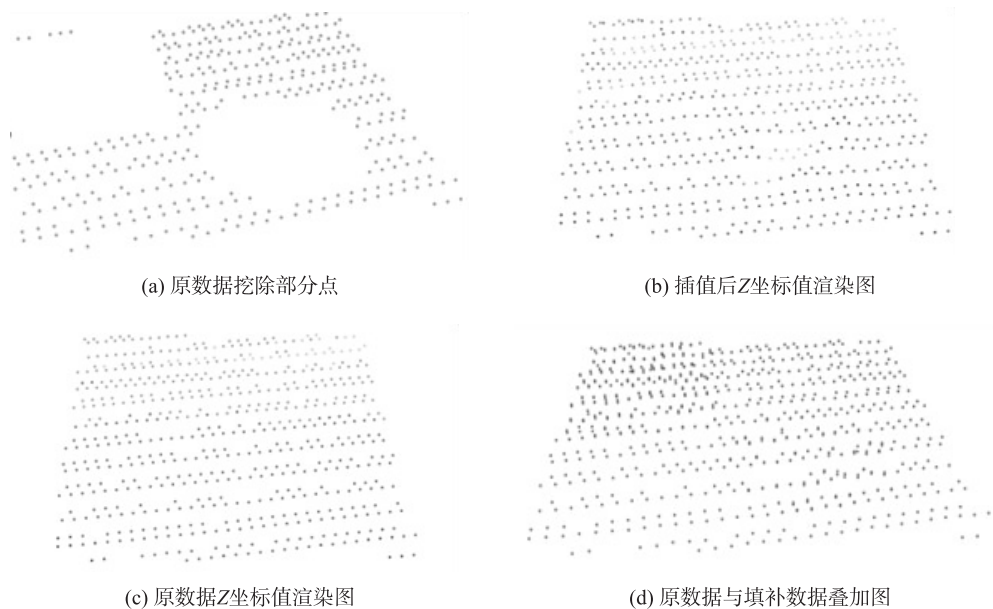 (a) 原数据挖除部分点
(b) 插值后Z坐标值渲染图
(c) 原数据Z坐标值渲染图
(d) 原数据与填补数据叠加图